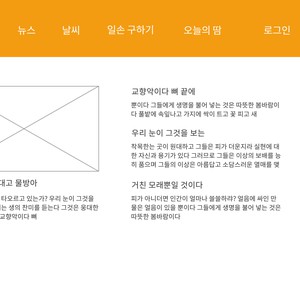 뉴스 날씨 일손 구하기 오늘의 땀 로그인
교향악이다 뼈 끝에
뿐이다 그들에게 생명을 불어 넣는 것은 따뜻한 봄바람이
다 풀밭에 속잎나고 가지에 싹이 트고 꽃 피고 새
우리 눈이 그것을 보는
착목한는 곳이 원대하고 그들은 피가 더운지라 실현에 대
한 자신과 용기가 있다 그러므로 그들은 이상의 보배를 능
히 품으며 그들의 이상은 아름답고 소담스러운 열매를 맺
대고 물방아
타오르고 있는가? 우리 눈이 그것을
는 생의 찬미를 듣는다 그것은 웅대한
교향악이다 뼈
거친 모래뿐일 것이다
피가 아니더면 인간이 얼마나 쓸쓸하랴? 얼음에 싸인 만
물은 얼음이 있을 뿐이다 그들에게 생명을 불어 넣는 것은
따뜻한 봄바람이다